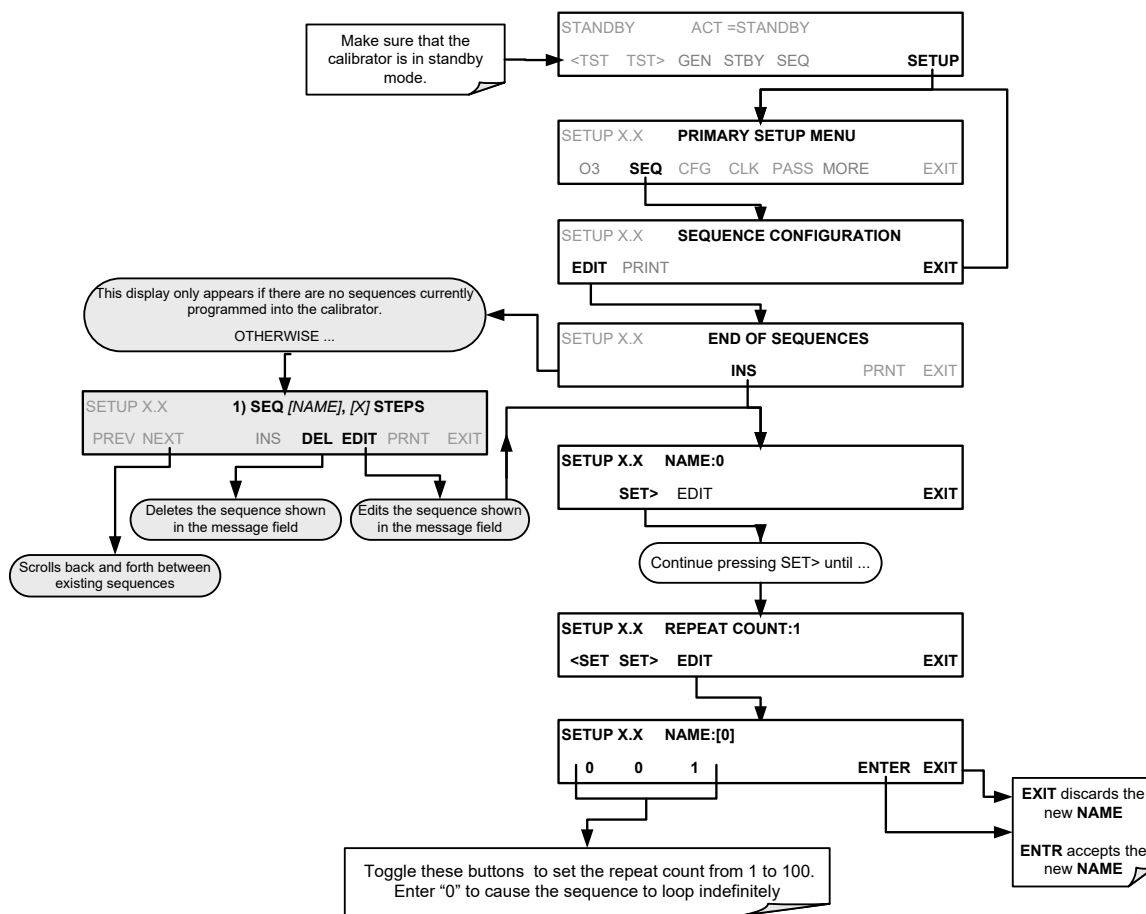 Make sure that the
calibrator is in standby
mode.
STANDBY ACT =STANDBY
<TST TST> GEN STBY SEQ SETUP
SETUP X.X PRIMARY SETUP MENU
O3 SEQ CFG CLK PASS MORE EXIT
SETUP X.X SEQUENCE CONFIGURATION
EDIT PRINT EXIT
This display only appears if there are no sequences currently
programmed into the calibrator.
OTHERWISE ...
SETUP X.X END OF SEQUENCES
INS PRNT EXIT
SETUP X.X 1) SEQ [NAME], [X] STEPS
PREV NEXT INS DEL EDIT PRNT EXIT
Deletes the sequence shown
in the message field
Edits the sequence shown
in the message field
Scrolls back and forth between
existing sequences
SETUP X.X NAME:0
SET> EDIT EXIT
Continue pressing SET> until ...
SETUP X.X REPEAT COUNT:1
<SET SET> EDIT EXIT
SETUP X.X NAME:[0]
0 0 1 ENTER EXIT
EXIT discards the
new NAME
ENTR accepts the
new NAME
Toggle these buttons to set the repeat count from 1 to 100.
Enter “0” to cause the sequence to loop indefinitely